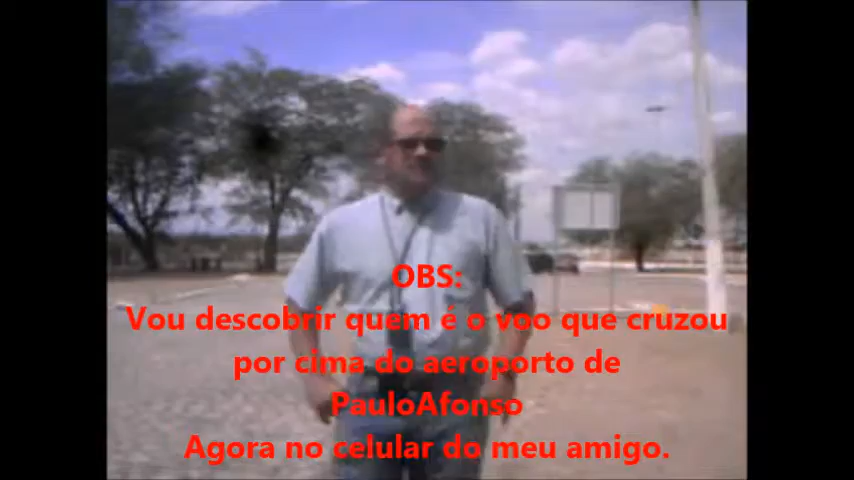 OBS:
Vou descobrir quem é o voo que cruzou
por cima do aeroporto de
PauloAfonso
Agora no celular do meu amigo.